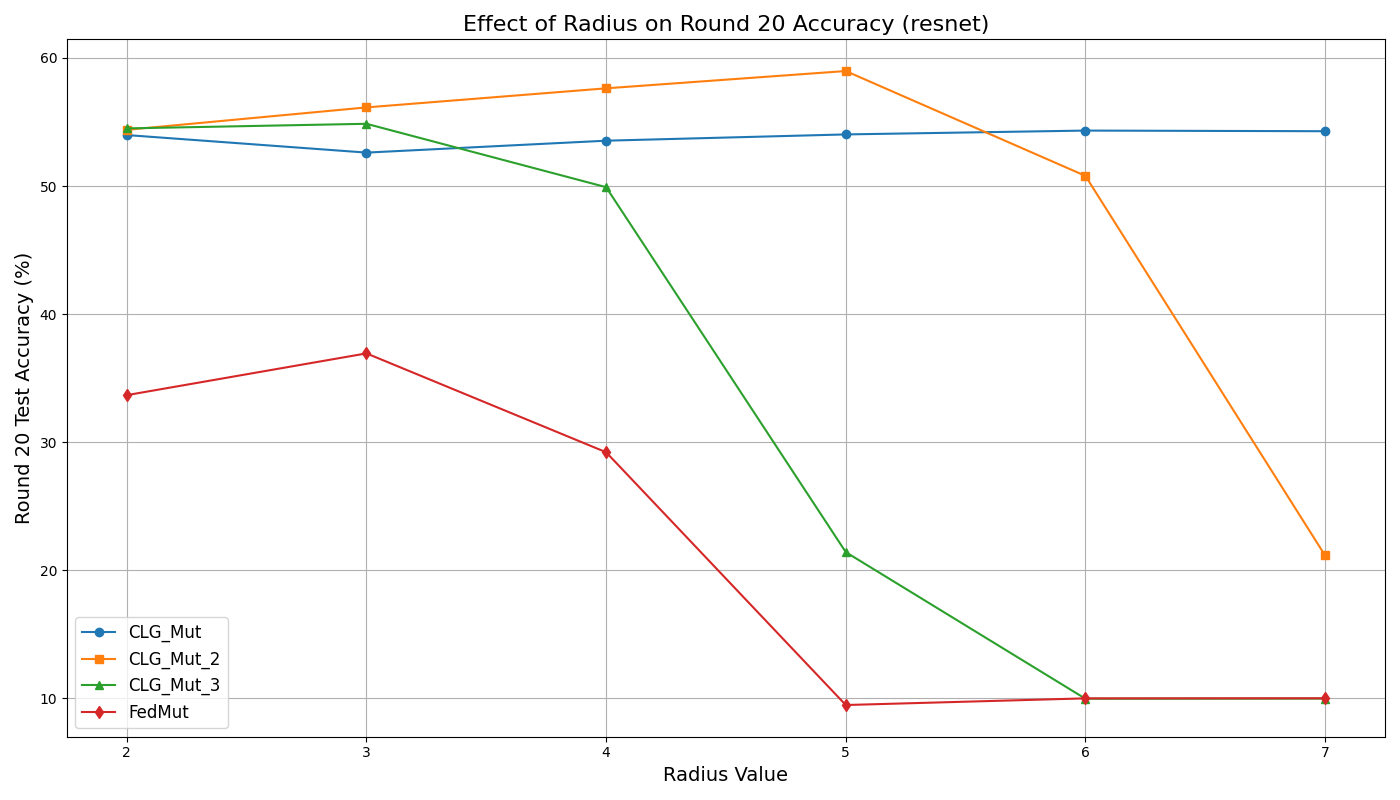 Effect of Radius on Round 20 Accuracy (resnet)
Round 20 Test Accuracy (%)
60
50
40
30
20
10
CLG_Mut
CLG_Mut_2
CLG_Mut_3
FedMut
2 3 4 5 6 7
Radius Value